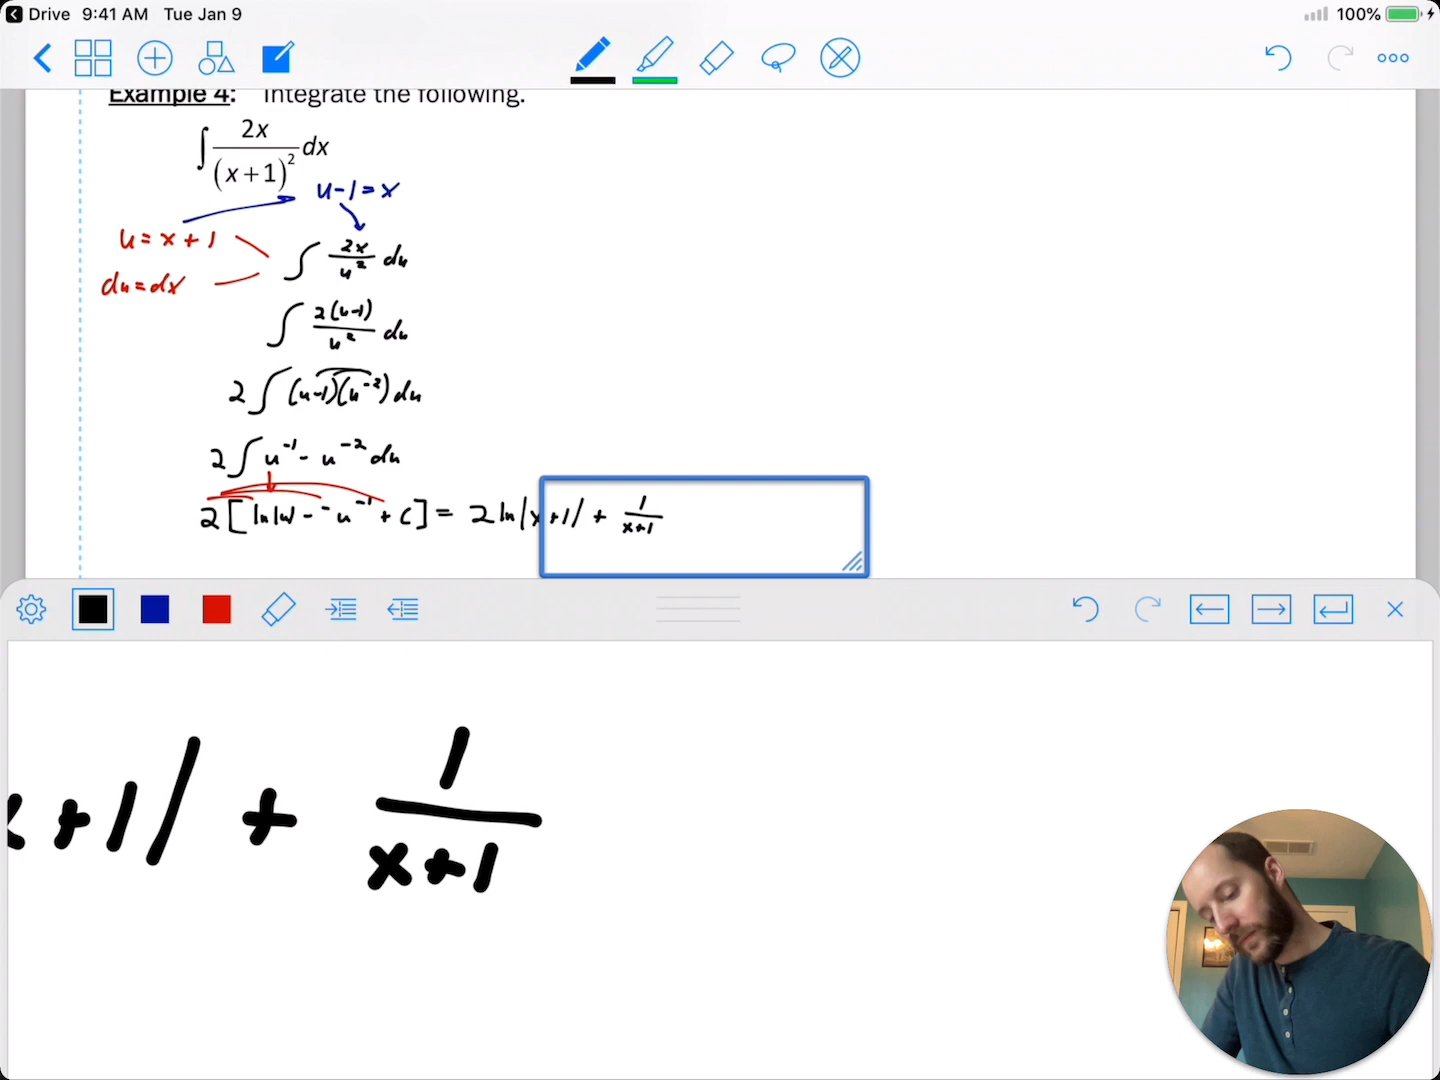 Drive 9:41 AM Tue Jan 9 100%
Example 4: Integrate the following.
∫ 2x/(x+1)² dx
u-1=x
u=x+1
du=dx
∫ 2x/u² du
∫ 2(u-1)/u² du
2∫(u-1)(u⁻²)du
2∫u⁻¹- u⁻²du
2[ln|u| - -u⁻¹ + c] = 2ln|x+1| + 1/x+1
x+1| + 1/x+1